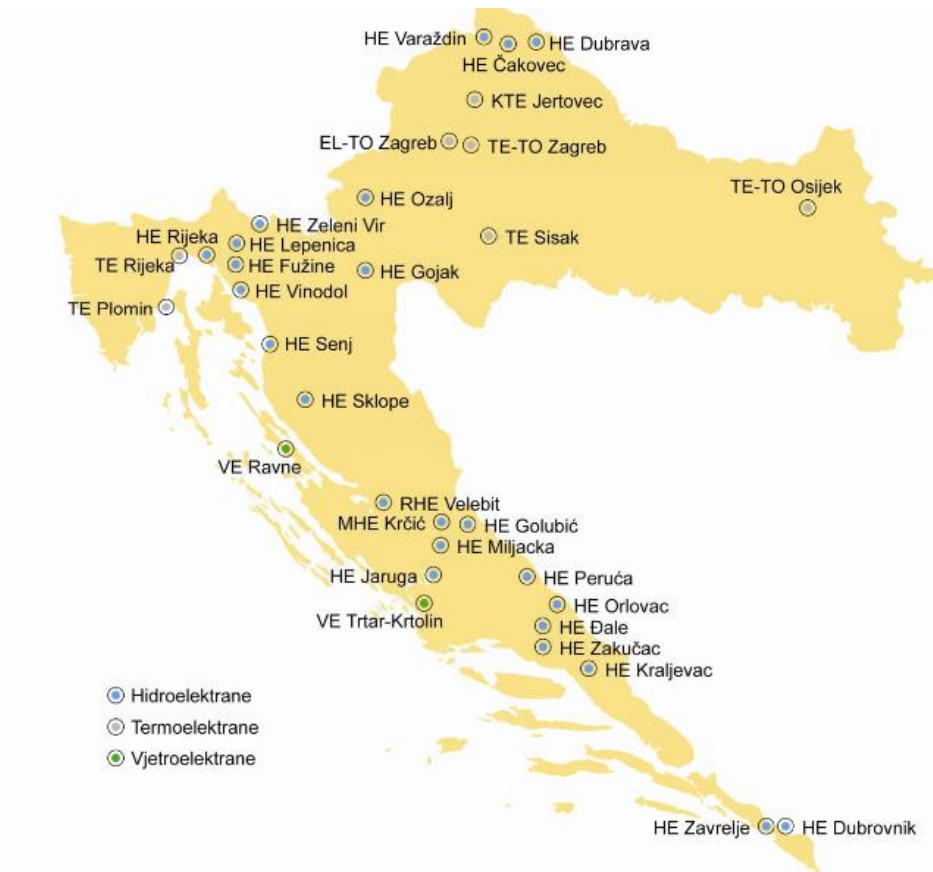 HE Varaždin
HE Dubrava
HE Čakovec
KTE Jertovec
EL-TO Zagreb
TE-TO Zagreb
TE-TO Osijek
HE Ozalj
HE Zeleni Vir
HE Rijeka
HE Lepenica
TE Sisak
TE Rijeka
HE Fužine
HE Gojak
HE Vinodol
TE Plomin
HE Senj
HE Sklope
VE Ravne
RHE Velebit
MHE Krčić
HE Golubić
HE Miljacka
HE Jaruga
HE Peruća
HE Orlovac
VE Trtar-Krtolin
HE Đale
HE Zakučac
HE Kraljevac
Hidroelektrane
Termoelektrane
Vjetroelektrane
HE Zavrelje
HE Dubrovnik